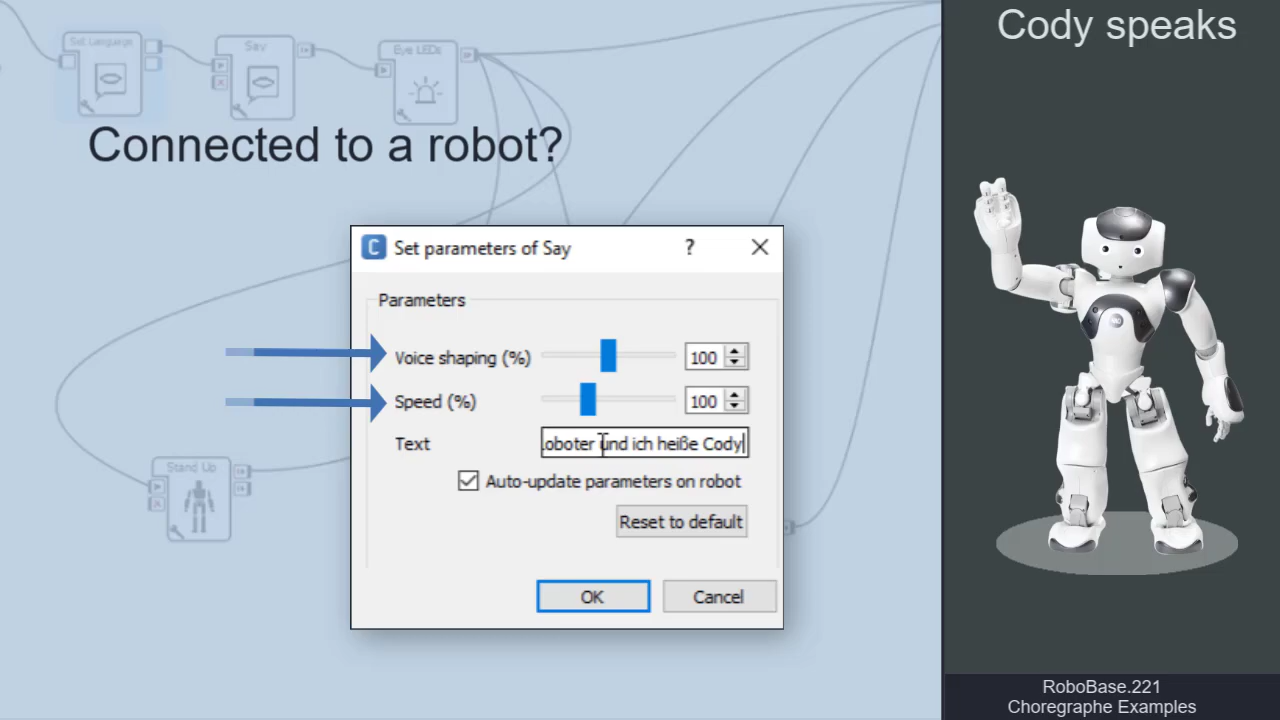 Cody speaks
Set Language
Say
Eye LEDs
Connected to a robot?
Set parameters of Say
?
Parameters
Voice shaping (%)
100
Speed (%)
100
Text
oboter und ich heiße Cody
Auto-update parameters on robot
Reset to default
OK
Cancel
Stand Up
RoboBase.221
Choregraphe Examples